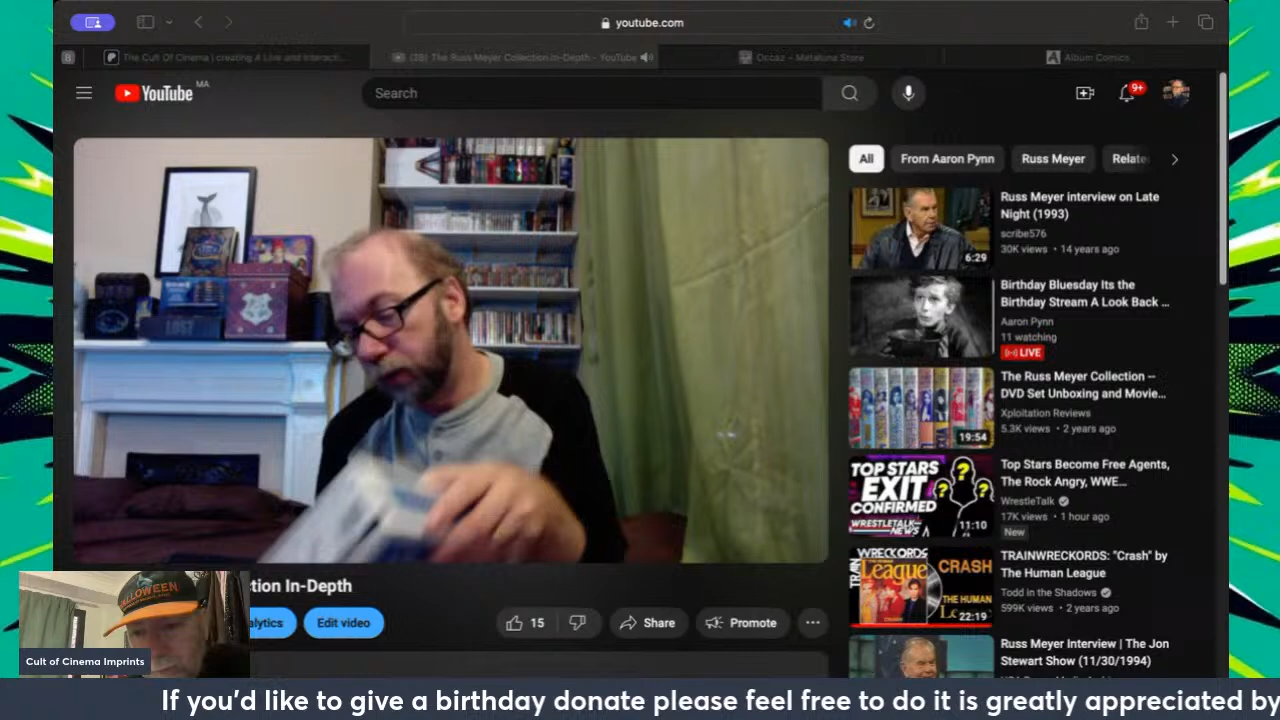 youtube.com
8
The Cult Of Cinema | creating A Live and Interacti...
(28) The Russ Meyer Collection In-Depth - YouTube
Occaz – Metaluna Store
Album Comics
YouTube MA
Search
9+
LOST
All
From Aaron Pynn
Russ Meyer
Relate
Russ Meyer interview on Late
Night (1993)
scribe576
30K views • 14 years ago
6:29
Birthday Bluesday Its the
Birthday Stream A Look Back ...
Aaron Pynn
11 watching
LIVE
The Russ Meyer Collection --
DVD Set Unboxing and Movie...
Xploitation Reviews
5.3K views • 2 years ago
19:54
TOP STARS
EXIT
CONFIRMED
WRESTLETALK
NEWS
11:10
Top Stars Become Free Agents,
The Rock Angry, WWE...
WrestleTalk
17K views • 1 hour ago
New
TRAINWRECKORDS
League
CRASH
THE HUMAN
22:19
TRAINWRECKORDS: "Crash" by
The Human League
Todd in the Shadows
599K views • 2 years ago
Russ Meyer Interview | The Jon
Stewart Show (11/30/1994)
tion In-Depth
alytics
Edit video
15
Share
Promote
HALLOWEEN
Cult of Cinema Imprints
If you'd like to give a birthday donate please feel free to do it is greatly appreciated by